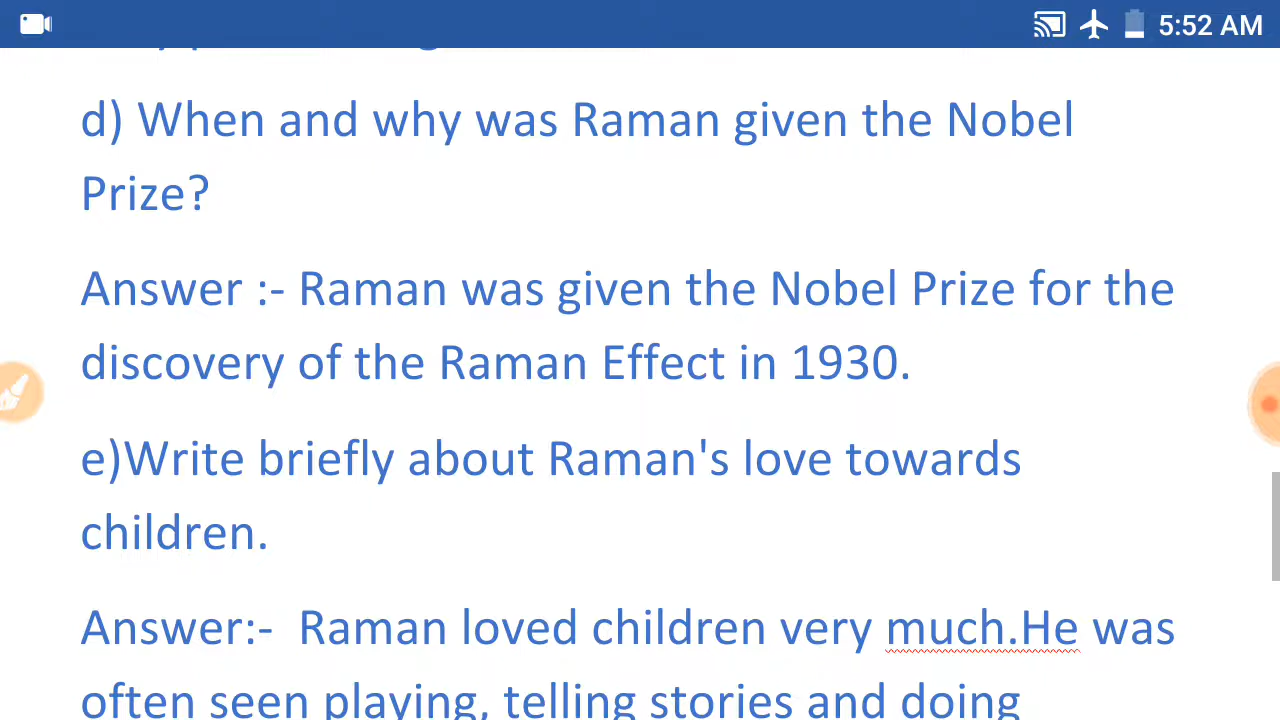 5:52 AM
d) When and why was Raman given the Nobel
Prize?
Answer :- Raman was given the Nobel Prize for the
discovery of the Raman Effect in 1930.
e)Write briefly about Raman's love towards
children.
Answer:-  Raman loved children very much.He was
often seen playing, telling stories and doing